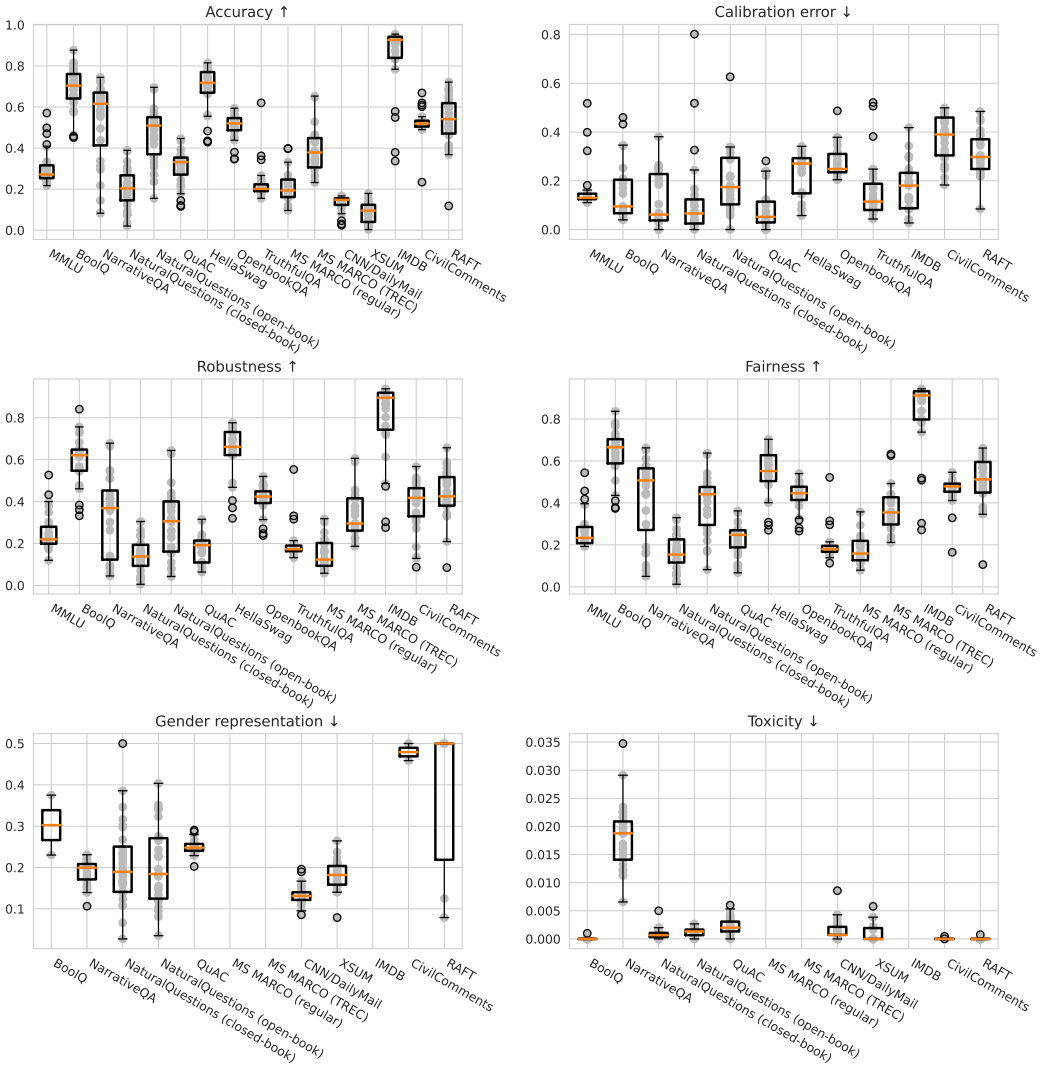 Accuracy ↑
1.0
0.8
0.6
0.4
0.2
0.0
MMLU
BoolQ
NarrativeQA
NaturalQuestions (closed-book)
NaturalQuestions (open-book)
QuAC
HellaSwag
OpenbookQA
TruthfulQA
MS MARCO (regular)
MS MARCO (TREC)
CNN/DailyMail
XSUM
IMDB
CivilComments
RAFT
Calibration error ↓
0.8
0.6
0.4
0.2
0.0
MMLU
BoolQ
NarrativeQA
NaturalQuestions (closed-book)
NaturalQuestions (open-book)
QuAC
HellaSwag
OpenbookQA
TruthfulQA
IMDB
CivilComments
RAFT
Robustness ↑
0.8
0.6
0.4
0.2
0.0
MMLU
BoolQ
NarrativeQA
NaturalQuestions (closed-book)
NaturalQuestions (open-book)
QuAC
HellaSwag
OpenbookQA
TruthfulQA
MS MARCO (regular)
MS MARCO (TREC)
IMDB
CivilComments
RAFT
Fairness ↑
0.8
0.6
0.4
0.2
0.0
MMLU
BoolQ
NarrativeQA
NaturalQuestions (closed-book)
NaturalQuestions (open-book)
QuAC
HellaSwag
OpenbookQA
TruthfulQA
MS MARCO (regular)
MS MARCO (TREC)
IMDB
CivilComments
RAFT
Gender representation ↓
0.5
0.4
0.3
0.2
0.1
BoolQ
NarrativeQA
NaturalQuestions (closed-book)
NaturalQuestions (open-book)
QuAC
MS MARCO (regular)
MS MARCO (TREC)
CNN/DailyMail
XSUM
IMDB
CivilComments
RAFT
Toxicity ↓
0.035
0.030
0.025
0.020
0.015
0.010
0.005
0.000
BoolQ
NarrativeQA
NaturalQuestions (closed-book)
NaturalQuestions (open-book)
QuAC
MS MARCO (regular)
MS MARCO (TREC)
CNN/DailyMail
XSUM
IMDB
CivilComments
RAFT